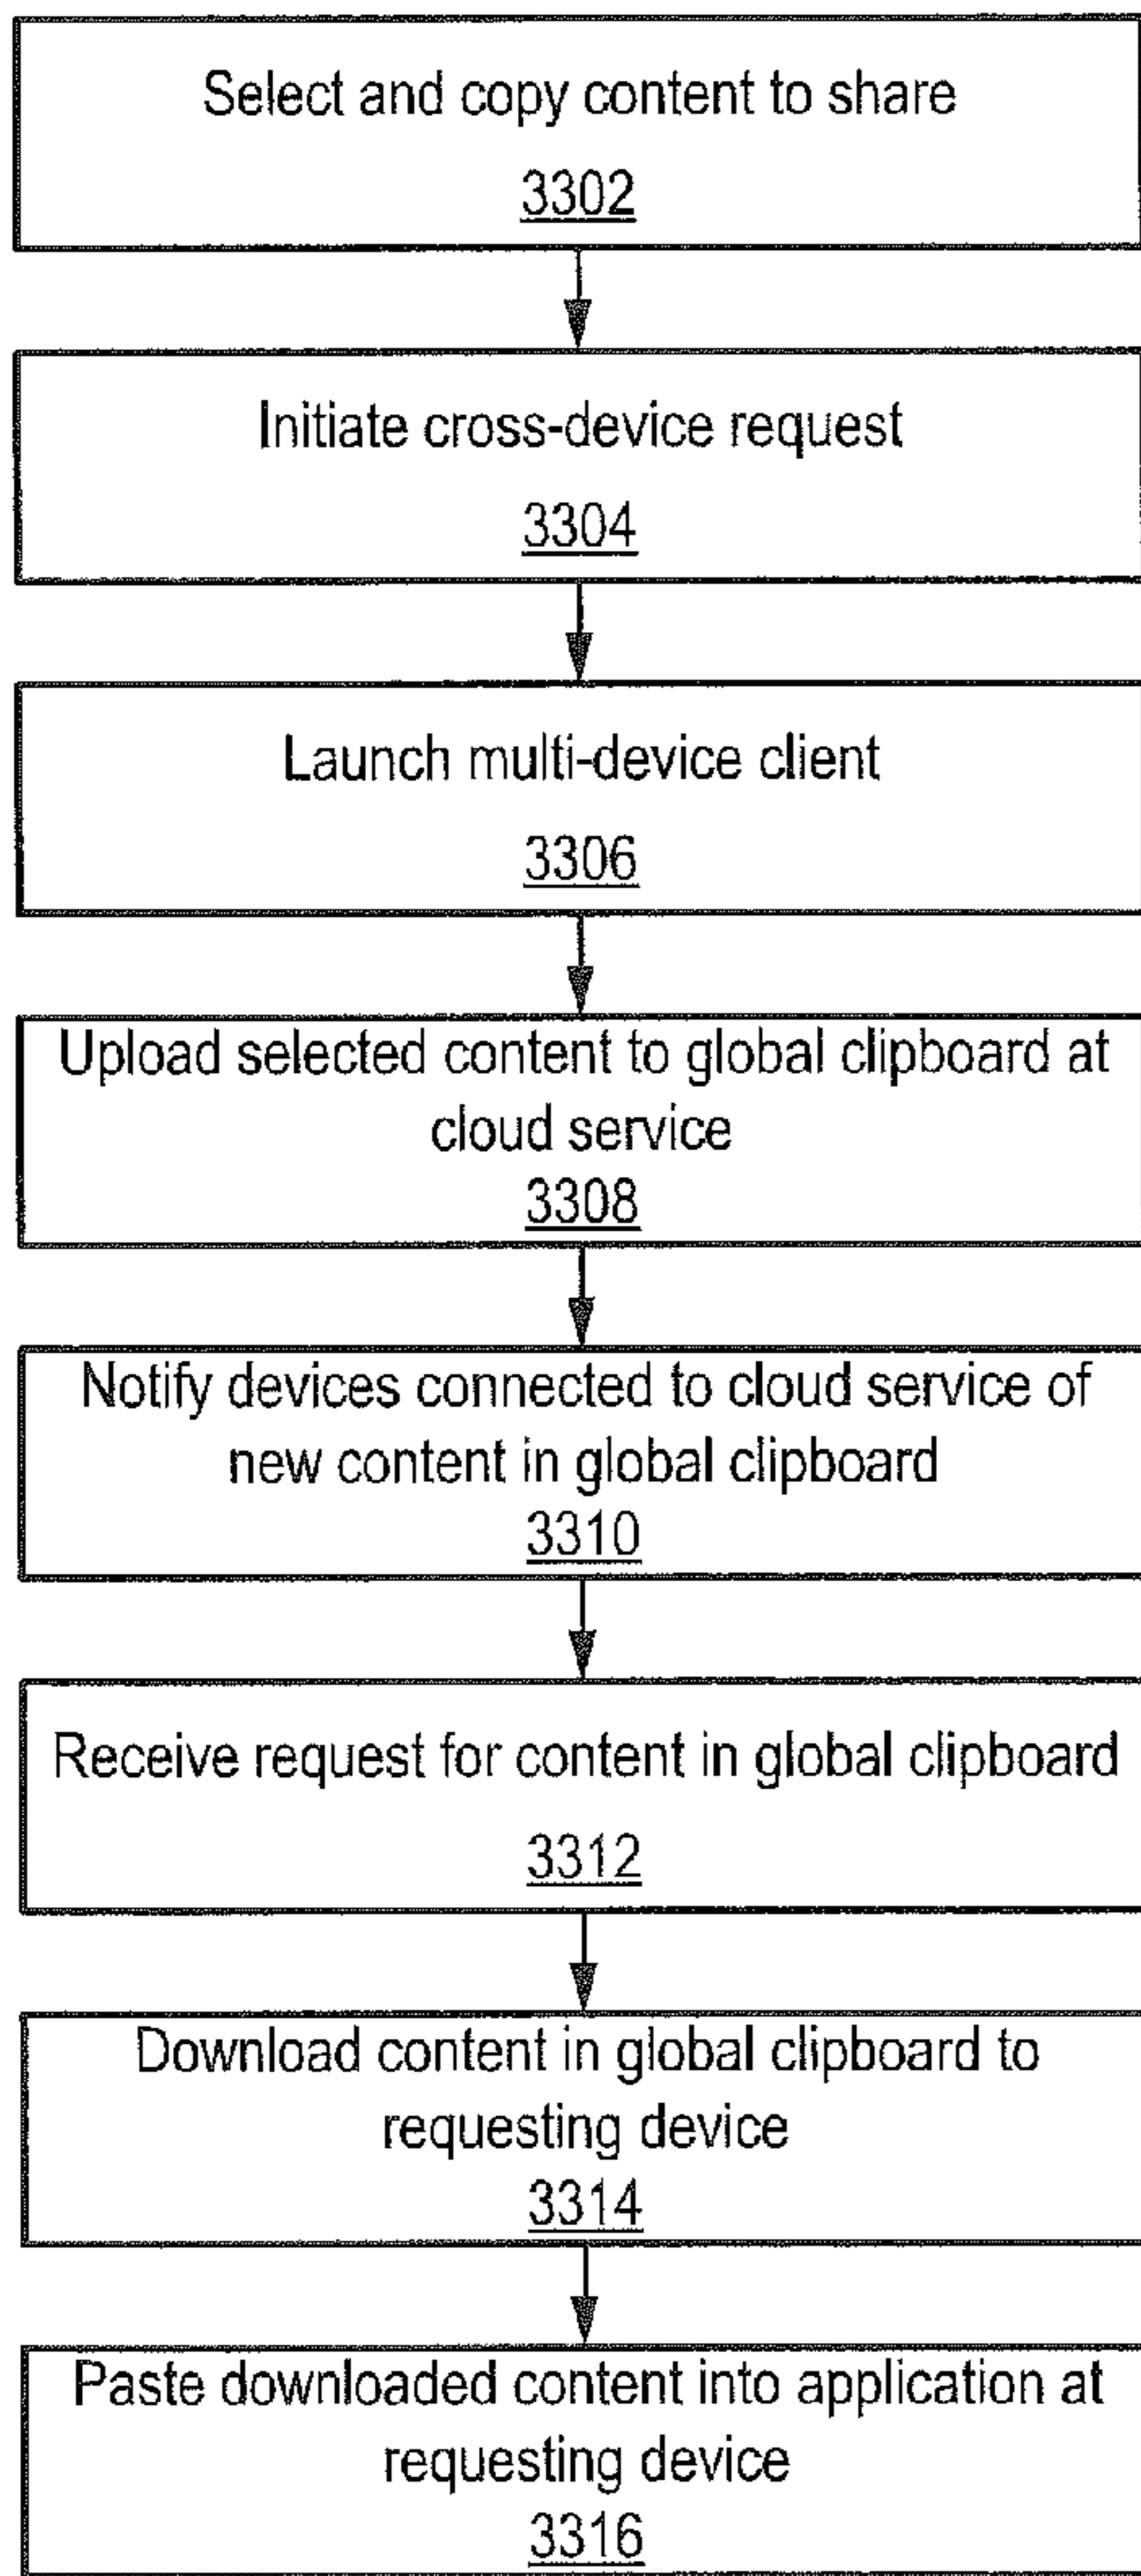 Select and copy content to share
3302
Initiate cross-device request
3304
Launch multi-device client
3306
Upload selected content to global clipboard at
cloud service
3308
Notify devices connected to cloud service of
new content in global clipboard
3310
Receive request for content in global clipboard
3312
Download content in global clipboard to
requesting device
3314
Paste downloaded content into application at
requesting device
3316